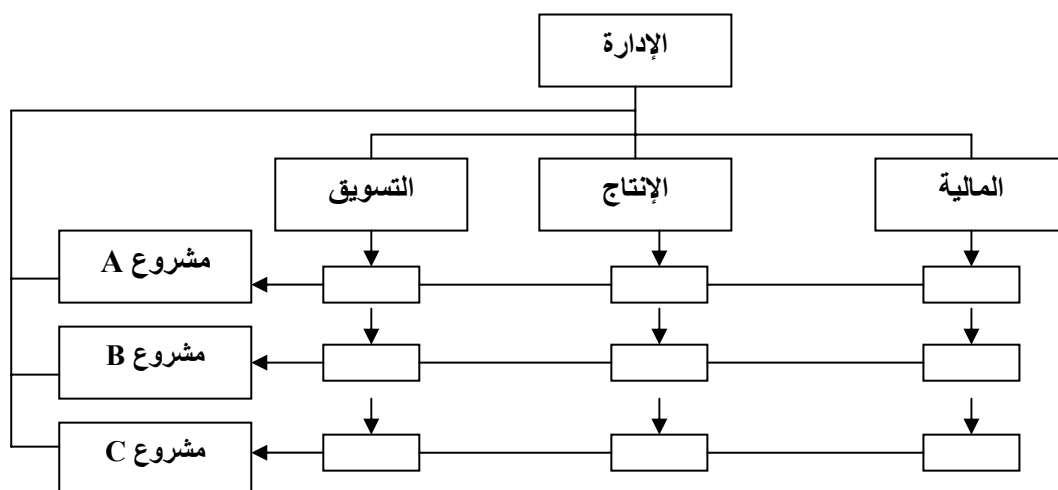 الإدارة
المالية
الإنتاج
التسويق
مشروع A
مشروع B
مشروع C